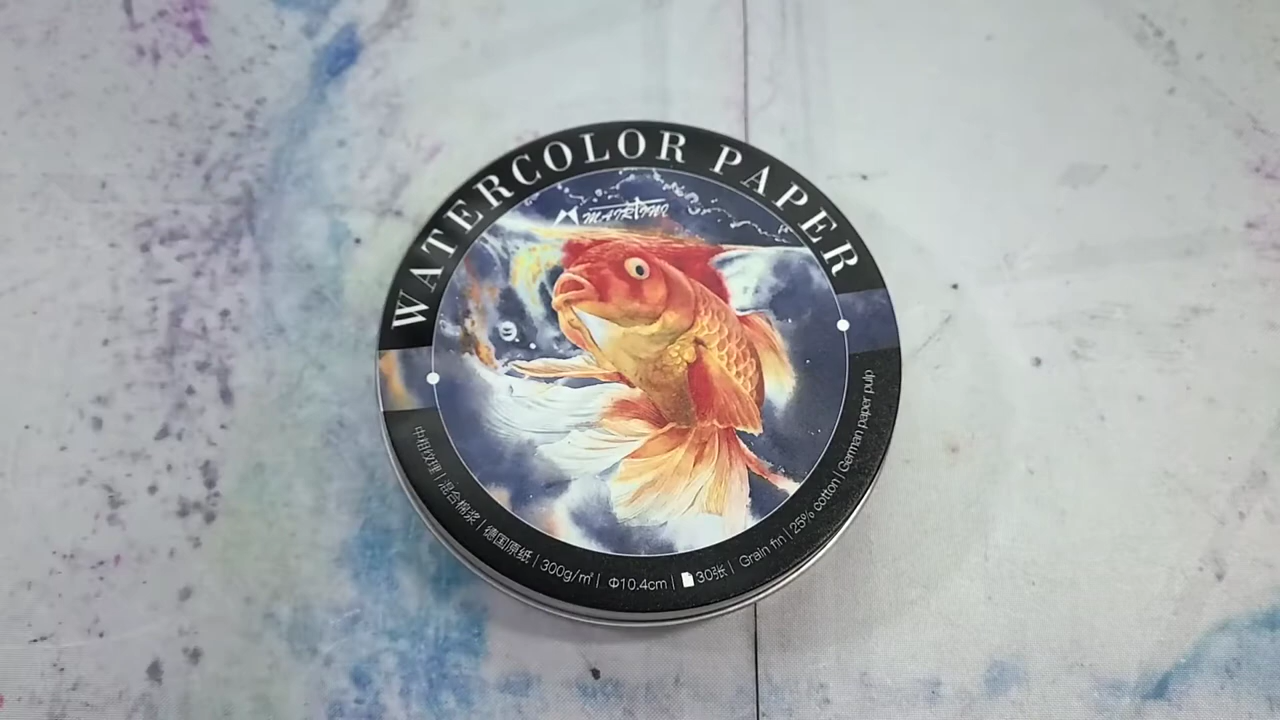 WATERCOLOR PAPER
中粗纹理 | 混合棉浆 | 德国原纸 | 300g/㎡ | Φ10.4cm | 30张 | Grain fin | 25% cotton | German paper pulp